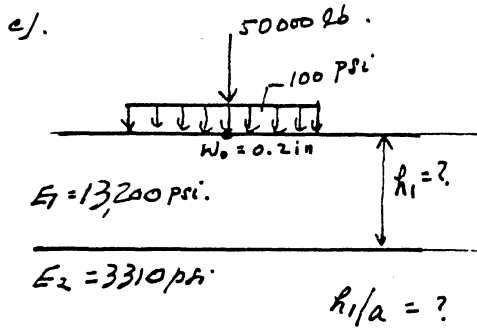 c).
50000 lb.
100 psi
W₀ = 0.2 in
E₁ = 13,200 psi.
h₁ = ?
E₂ = 3310 psi
h₁/a = ?